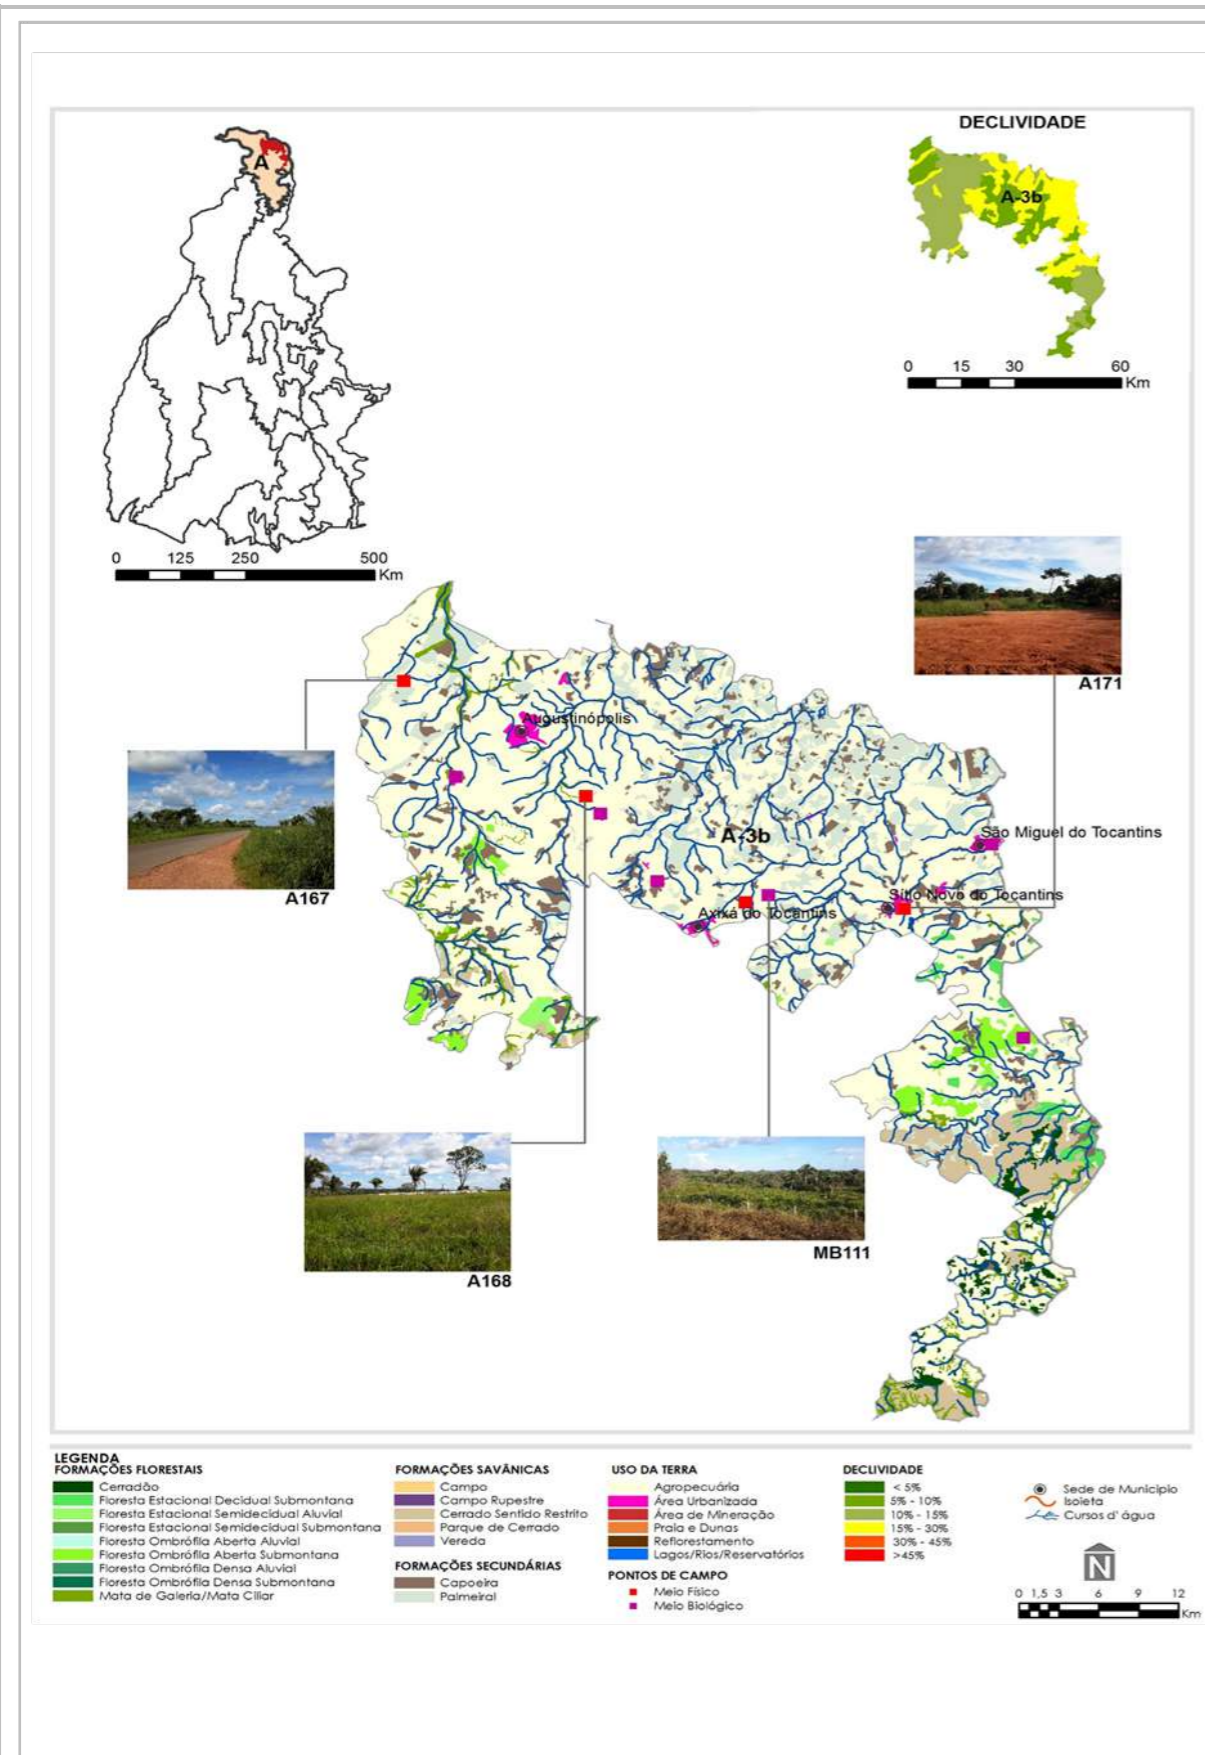 DECLIVIDADE
A
A-3b
0 15 30 60
Km
0 125 250 500
Km
A171
Augustinópolis
A167
A-3b
São Miguel do Tocantins
Sítio Novo do Tocantins
Axixá do Tocantins
A168
MB111
LEGENDA
FORMAÇÕES FLORESTAIS
Cerradão
Floresta Estacional Decidual Submontana
Floresta Estacional Semidecidual Aluvial
Floresta Estacional Semidecidual Submontana
Floresta Ombrófila Aberta Aluvial
Floresta Ombrófila Aberta Submontana
Floresta Ombrófila Densa Aluvial
Floresta Ombrófila Densa Submontana
Mata de Galeria/Mata Ciliar
FORMAÇÕES SAVÂNICAS
Campo
Campo Rupestre
Cerrado Sentido Restrito
Parque de Cerrado
Vereda
FORMAÇÕES SECUNDÁRIAS
Capoeira
Palmeiral
USO DA TERRA
Agropecuária
Área Urbanizada
Área de Mineração
Praia e Dunas
Reflorestamento
Lagos/Rios/Reservatórios
PONTOS DE CAMPO
Meio Físico
Meio Biológico
DECLIVIDADE
< 5%
5% - 10%
10% - 15%
15% - 30%
30% - 45%
>45%
Sede de Município
Isoieta
Cursos d' água
N
0 1,5 3 6 9 12
Km